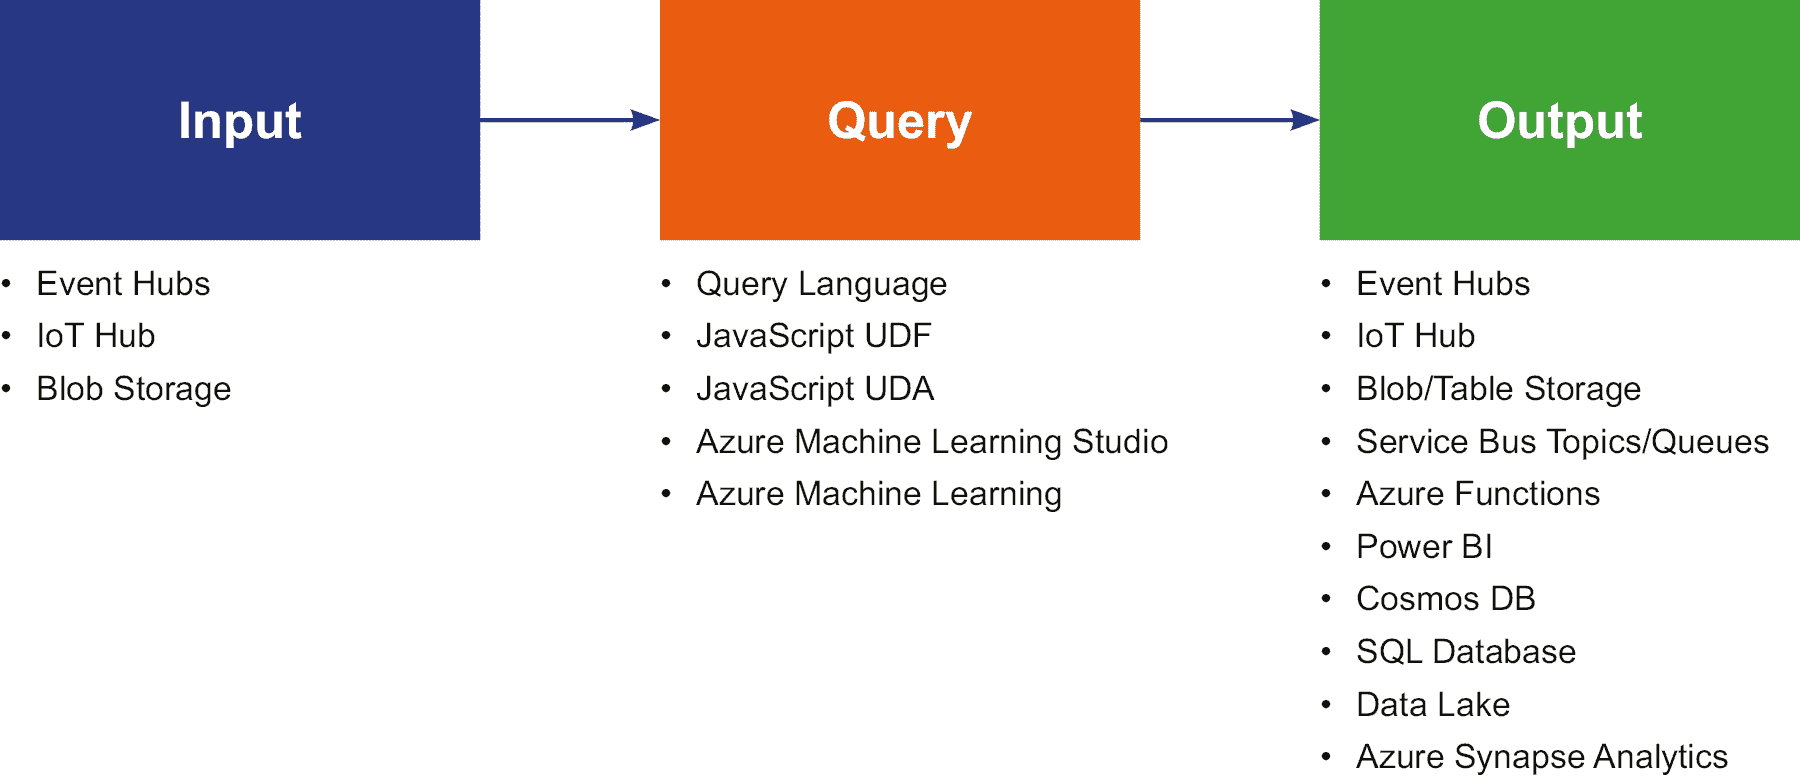 Input
Query
Output
• Event Hubs
• IoT Hub
• Blob Storage
• Query Language
• JavaScript UDF
• JavaScript UDA
• Azure Machine Learning Studio
• Azure Machine Learning
• Event Hubs
• IoT Hub
• Blob/Table Storage
• Service Bus Topics/Queues
• Azure Functions
• Power BI
• Cosmos DB
• SQL Database
• Data Lake
• Azure Synapse Analytics